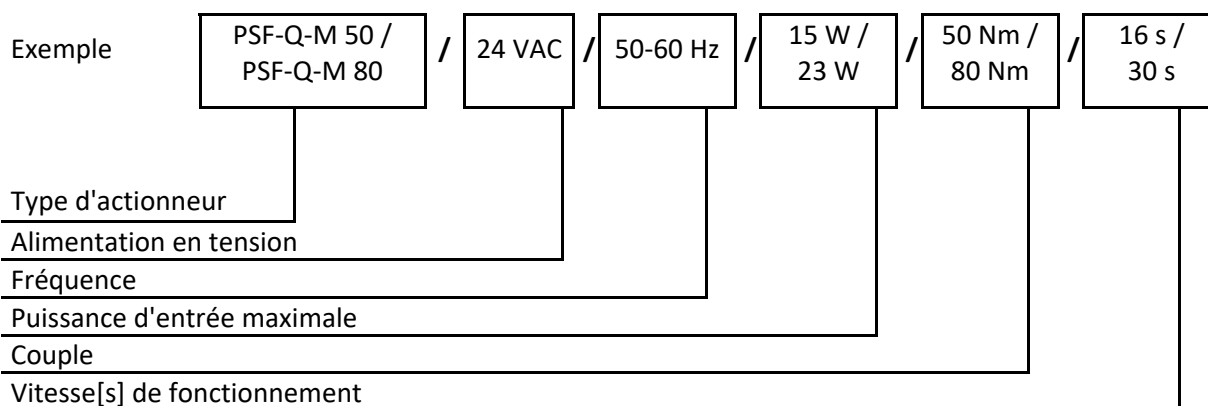 Exemple PSF-Q-M 50 / / 24 VAC / 50-60 Hz / 15 W / / 50 Nm / / 16 s /
PSF-Q-M 80 23 W 80 Nm 30 s
Type d'actionneur
Alimentation en tension
Fréquence
Puissance d'entrée maximale
Couple
Vitesse[s] de fonctionnement